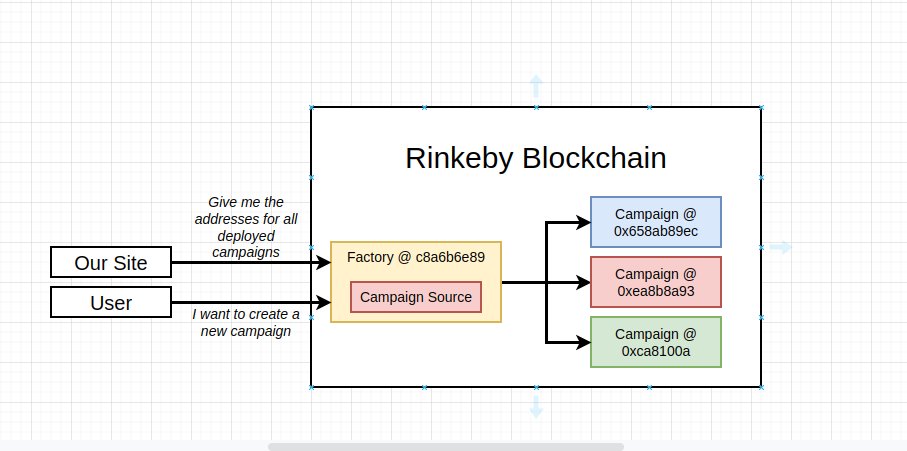 Rinkeby Blockchain
Give me the
addresses for all
deployed
campaigns
Our Site
User
I want to create a
new campaign
Factory @ c8a6b6e89
Campaign Source
Campaign @
0x658ab89ec
Campaign @
0xea8b8a93
Campaign @
0xca8100a